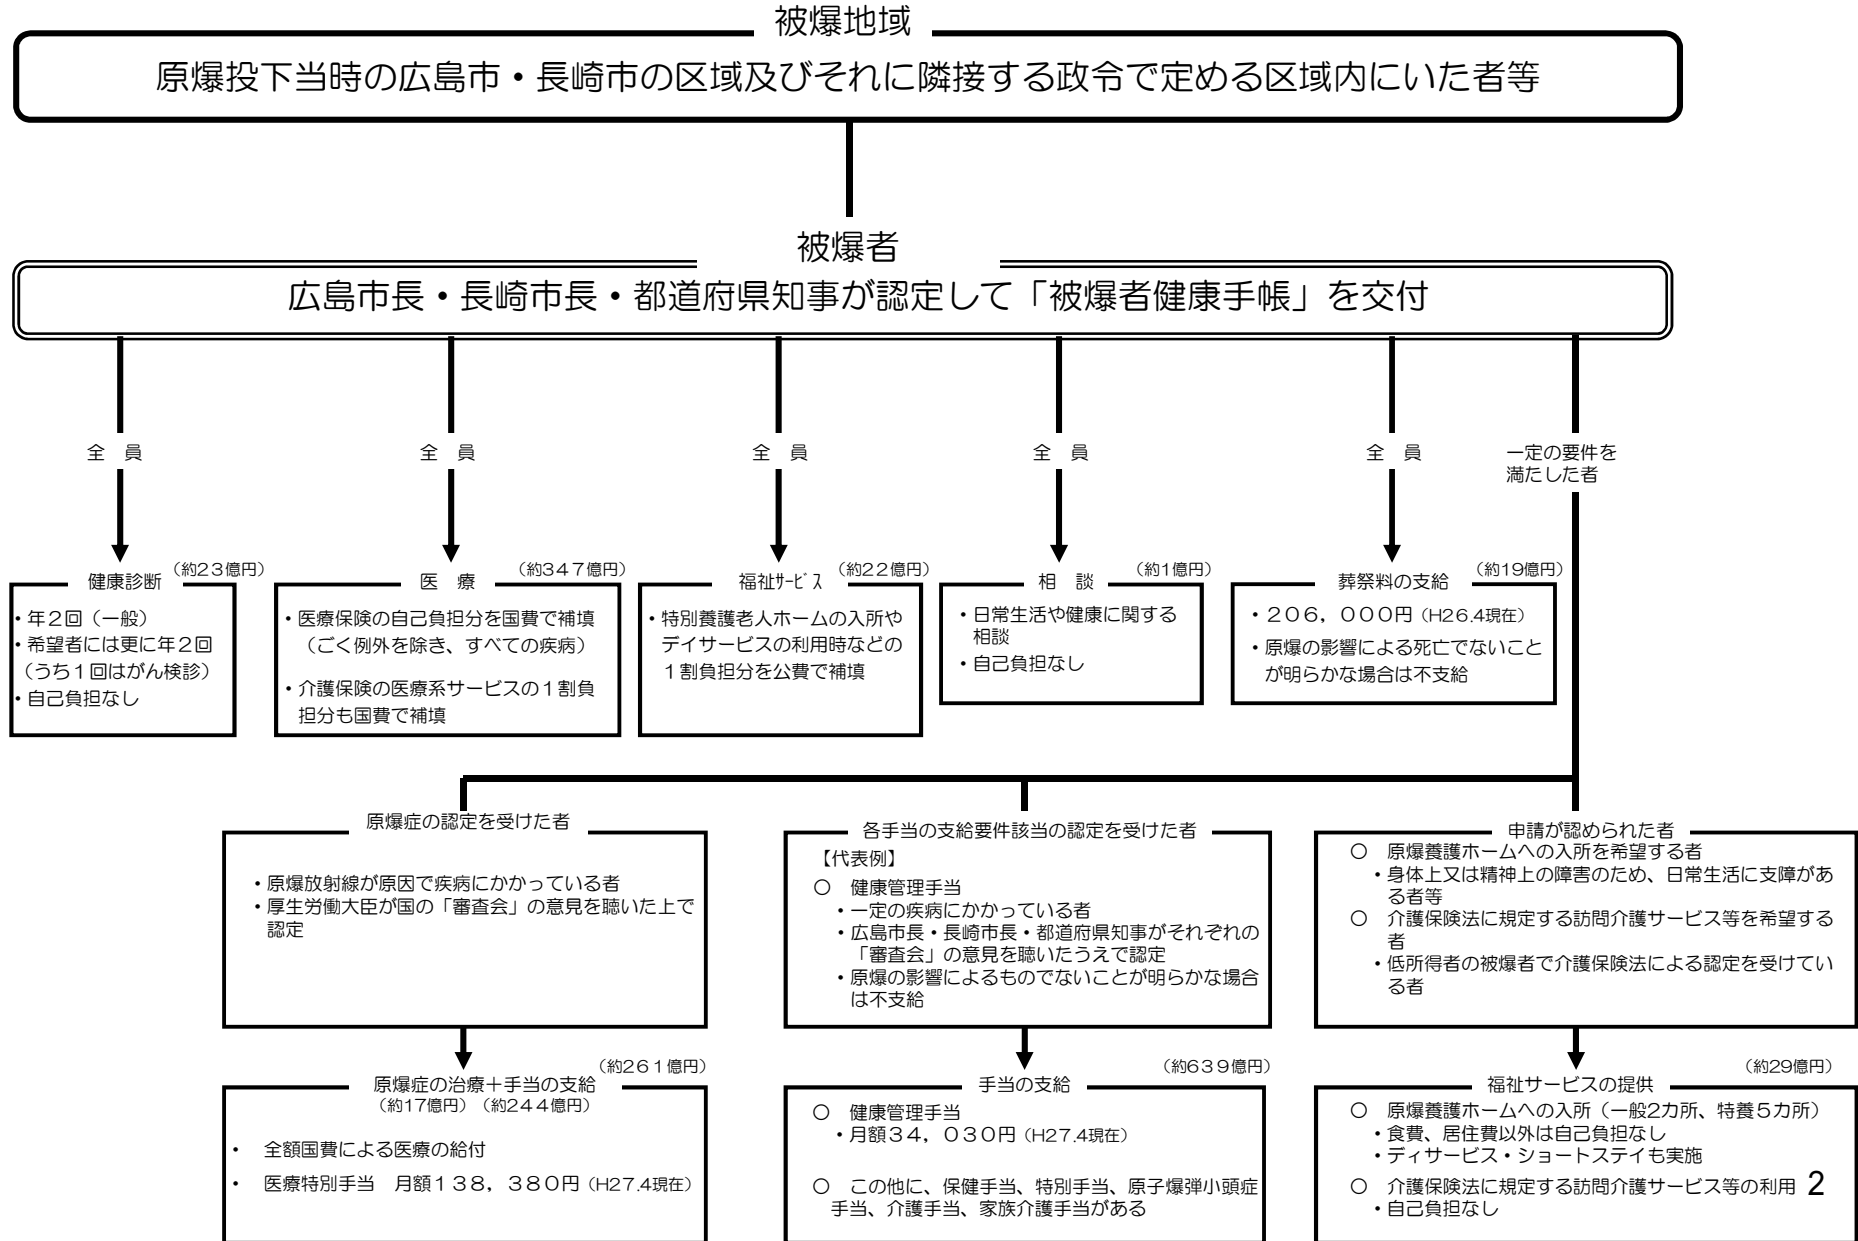 被爆地域
原爆投下当時の広島市・長崎市の区域及びそれに隣接する政令で定める区域内にいた者等
被爆者
広島市長・長崎市長・都道府県知事が認定して「被爆者健康手帳」を交付
全　員
全　員
全　員
全　員
全　員
一定の要件を
満たした者
健康診断
（約23億円）
・年２回（一般）
・希望者には更に年２回
（うち１回はがん検診）
・自己負担なし
医　療
（約347億円）
・医療保険の自己負担分を国費で補填
（ごく例外を除き、すべての疾病）
・介護保険の医療系サービスの１割負
担分も国費で補填
福祉ｻｰﾋﾞｽ
（約22億円）
・特別養護老人ホームの入所や
デイサービスの利用時などの
１割負担分を公費で補填
相　談
（約1億円）
・日常生活や健康に関する
相談
・自己負担なし
葬祭料の支給
（約19億円）
・２０６，０００円（H26.4現在）
・原爆の影響による死亡でないこと
が明らかな場合は不支給
原爆症の認定を受けた者
・原爆放射線が原因で疾病にかかっている者
・厚生労働大臣が国の「審査会」の意見を聴いた上で
認定
各手当の支給要件該当の認定を受けた者
【代表例】
○　健康管理手当
・一定の疾病にかかっている者
・広島市長・長崎市長・都道府県知事がそれぞれの
「審査会」の意見を聴いたうえで認定
・原爆の影響によるものでないことが明らかな場合
は不支給
申請が認められた者
○　原爆養護ホームへの入所を希望する者
・身体上又は精神上の障害のため、日常生活に支障があ
る者等
○　介護保険法に規定する訪問介護サービス等を希望する
者
・低所得者の被爆者で介護保険法による認定を受けてい
る者
（約261億円）
原爆症の治療＋手当の支給
（約17億円）（約244億円）
・　全額国費による医療の給付
・　医療特別手当　月額１３８，３８０円（H27.4現在）
（約639億円）
手当の支給
○　健康管理手当
・月額３４，０３０円（H27.4現在）
○　この他に、保健手当、特別手当、原子爆弾小頭症
手当、介護手当、家族介護手当がある
（約29億円）
福祉サービスの提供
○　原爆養護ホームへの入所（一般2カ所、特養５カ所）
・食費、居住費以外は自己負担なし
・ディサービス・ショートステイも実施
○　介護保険法に規定する訪問介護サービス等の利用
・自己負担なし
2